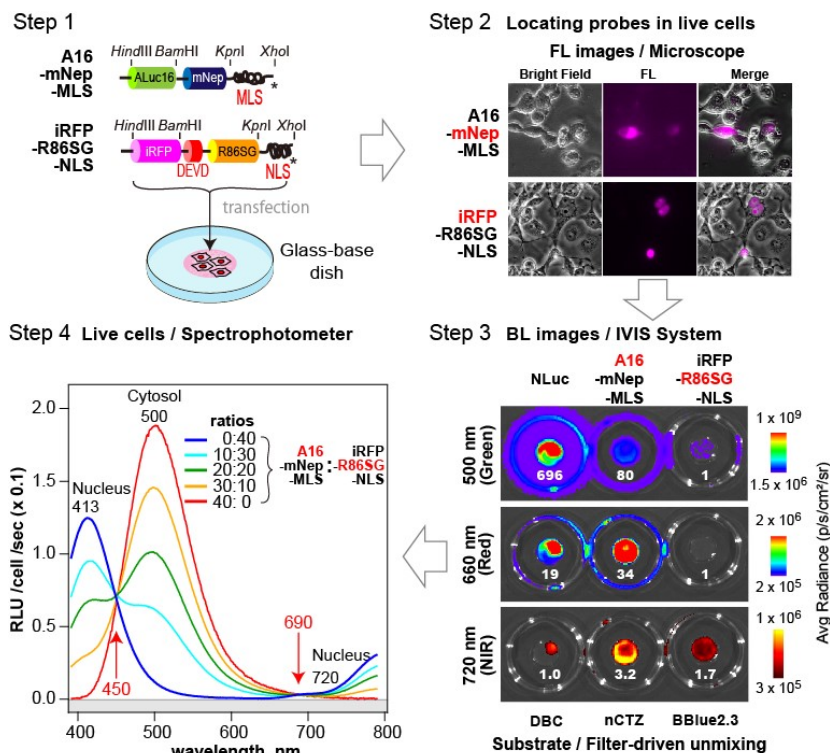 Step 1
A16
-mNep
-MLS
HindIII BamHI KpnI XhoI
ALuc16 mNep
MLS
*
iRFP
-R86SG
-NLS
HindIII BamHI KpnI XhoI
iRFP R86SG
DEVD NLS
*
transfection
Glass-base
dish
Step 2 Locating probes in live cells
FL images / Microscope
Bright Field FL Merge
A16
-mNep
-MLS
iRFP
-R86SG
-NLS
Step 3 BL images / IVIS System
NLuc
A16
-mNep
-MLS
iRFP
-R86SG
-NLS
500 nm
(Green)
696 80 1
1 x 10⁹
1.5 x 10⁶
660 nm
(Red)
19 34 1
2 x 10⁶
2 x 10⁵
720 nm
(NIR)
1.0 3.2 1.7
1 x 10⁶
3 x 10⁵
Avg Radiance (p/s/cm²/sr)
DBC nCTZ BBlue2.3
Substrate / Filter-driven unmixing
Step 4 Live cells / Spectrophotometer
RLU /cell /sec (x 0.1)
2.0
1.5
1.0
0.5
0.0
Cytosol
500
Nucleus
413
ratios
0:40
10:30
20:20
30:10
40: 0
A16
-mNep
-MLS
:
iRFP
-R86SG
-NLS
450
690
Nucleus
720
400 500 600 700 800
wavelength, nm